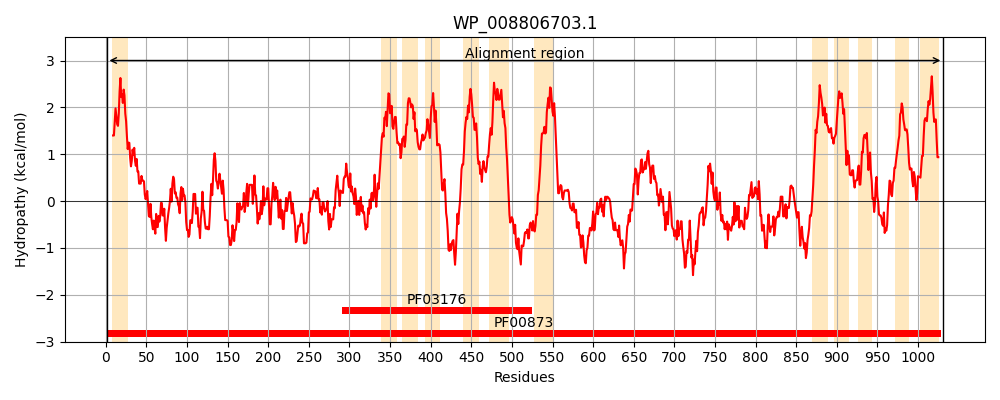 WP_008806703.1
Alignment region
Hydropathy (kcal/mol)
3
2
1
0
−1
−2
−3
PF03176
PF00873
0 50 100 150 200 250 300 350 400 450 500 550 600 650 700 750 800 850 900 950 1000
Residues